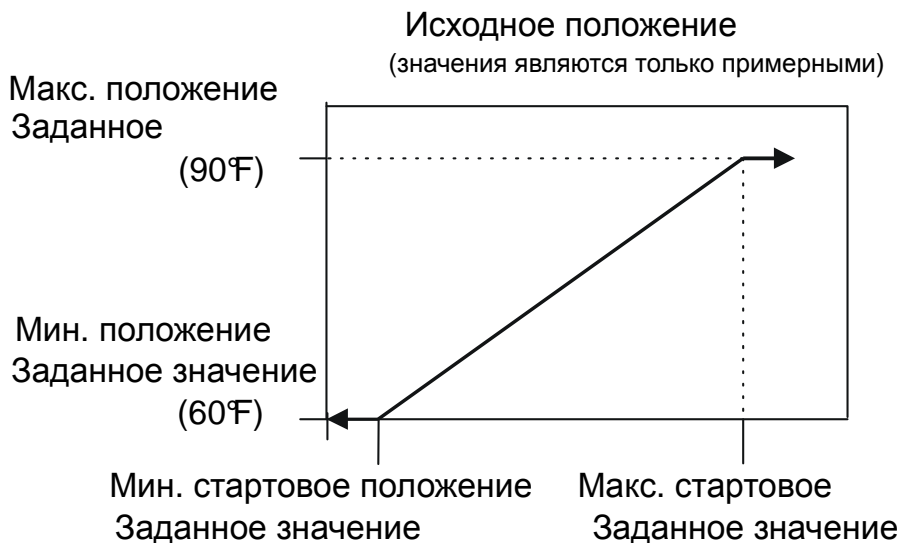 Исходное положение
(значения являются только примерными)
Макс. положение
Заданное
(90°F)
Мин. положение
Заданное значение
(60°F)
Мин. стартовое положение
Заданное значение
Макс. стартовое
Заданное значение